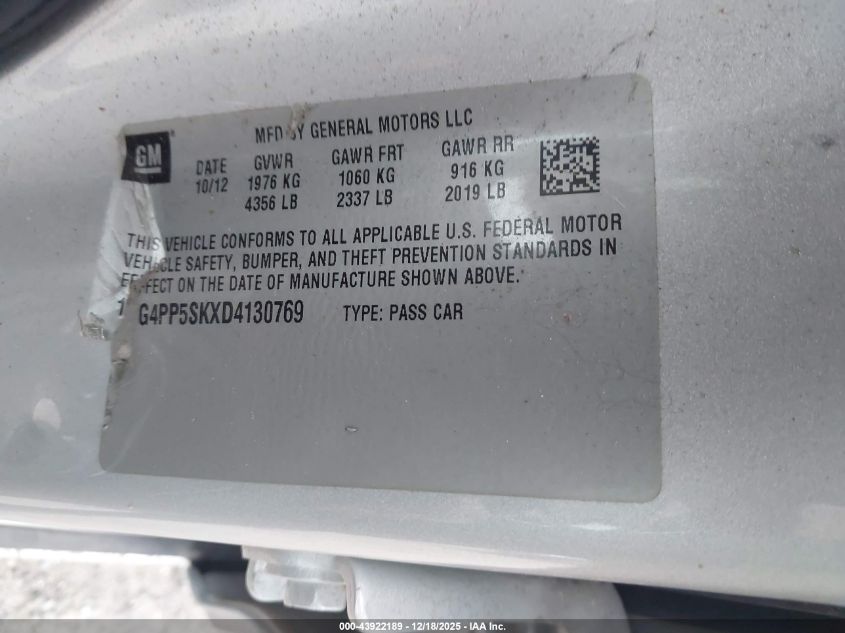 GM
MFD BY GENERAL MOTORS LLC
DATE GVWR GAWR FRT GAWR RR
10/12 1976 KG 1060 KG 916 KG
4356 LB 2337 LB 2019 LB
THIS VEHICLE CONFORMS TO ALL APPLICABLE U.S. FEDERAL MOTOR
VEHICLE SAFETY, BUMPER, AND THEFT PREVENTION STANDARDS IN
EFFECT ON THE DATE OF MANUFACTURE SHOWN ABOVE.
1G4PP5SKXD4130769 TYPE: PASS CAR
000-43922189 | 12/18/2025 - IAA Inc.